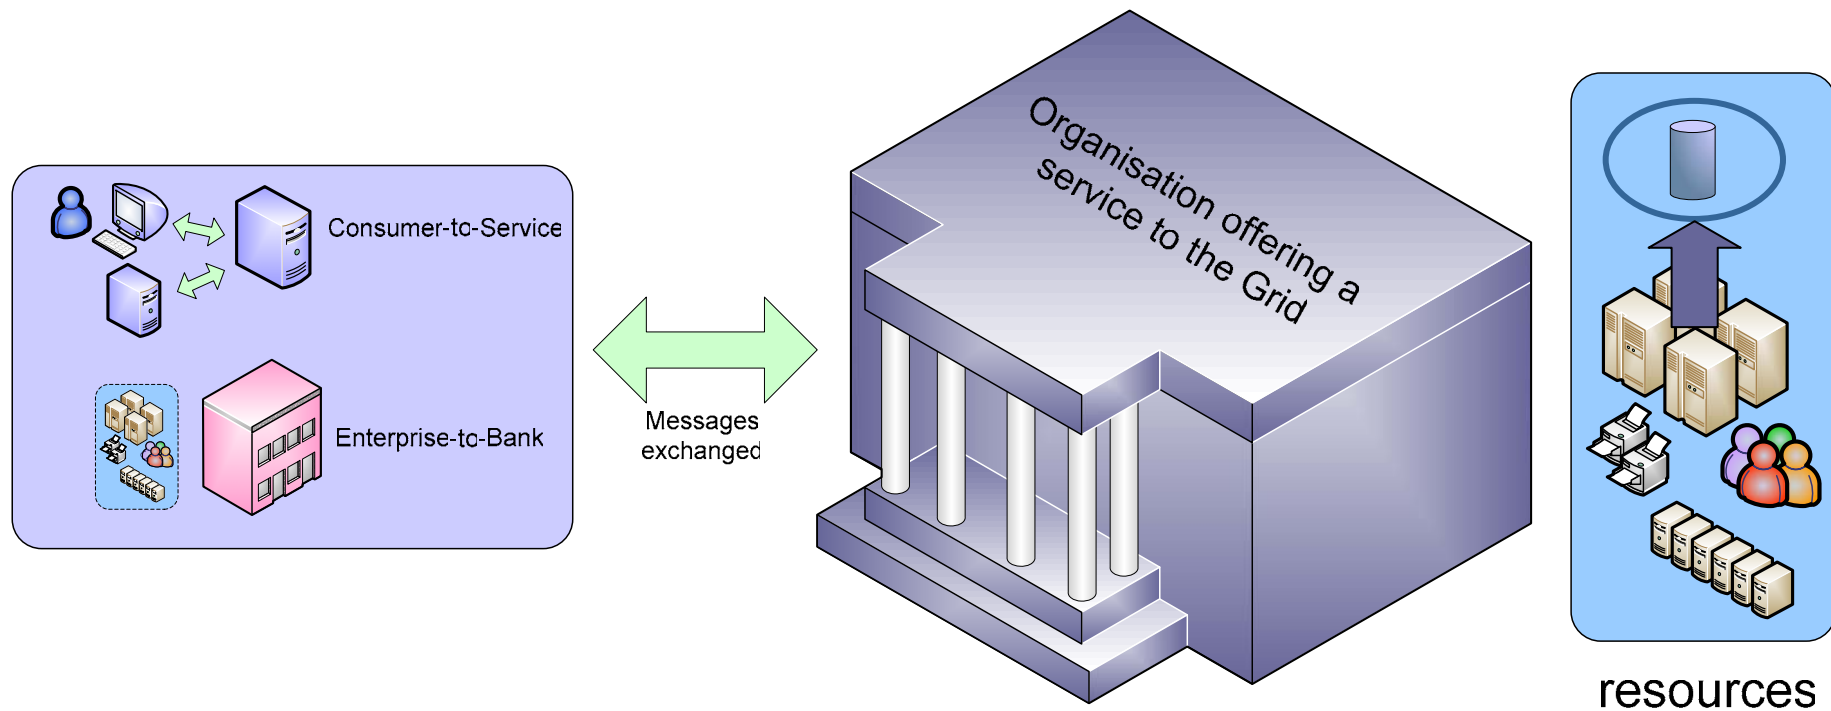 Consumer-to-Service
Enterprise-to-Bank
Messages
exchanged
Organisation offering a
service to the Grid
resources